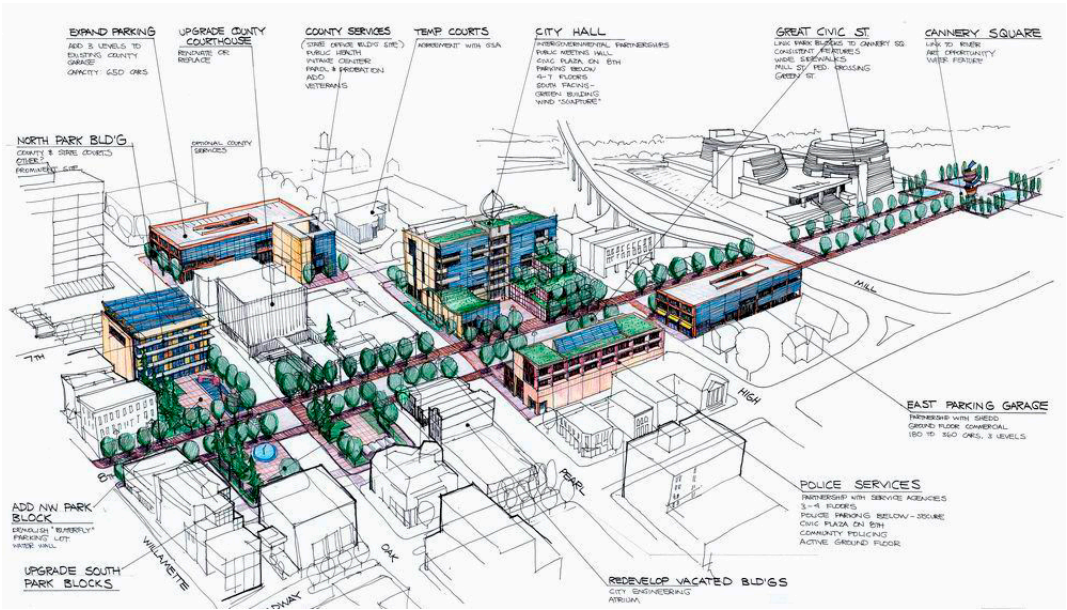 EXPAND PARKING
ADD 3 LEVELS TO
EXISTING COUNTY
GARAGE
CAPACITY: 650 CARS
UPGRADE COUNTY
COURTHOUSE
RENOVATE OR
REPLACE
COUNTY SERVICES
(STATE OFFICE BLD'G SITE)
PUBLIC HEALTH
INTAKE CENTER
PAROL & PROBATION
ADD
VETERANS
TEMP COURTS
AGREEMENT WITH GSA
CITY HALL
INTERGOVERNMENTAL PARTNERSHIPS
PUBLIC MEETING HALL
CIVIC PLAZA ON 8TH
PARKING BELOW
4-7 FLOORS
SOUTH FACING-
GREEN BUILDING
WIND "SCULPTURE"
GREAT CIVIC ST.
LINK PARK BLOCKS TO CANNERY SQ.
CONSISTENT FEATURES
WIDE SIDEWALKS
MILL ST. PED. CROSSING
GREEN ST.
CANNERY SQUARE
LINK TO RIVER
ART OPPORTUNITY
WATER FEATURE
NORTH PARK BLD'G
COUNTY & STATE COURTS
OTHER?
PROMINENT SITE
OPTIONAL COUNTY
SERVICES
MILL
7TH
HIGH
EAST PARKING GARAGE
PARTNERSHIP WITH SHEDD
GROUND FLOOR COMMERCIAL
180 TO 360 CARS, 3 LEVELS
8TH
PEARL
POLICE SERVICES
PARTNERSHIP WITH SERVICE AGENCIES
3-4 FLOORS
POLICE PARKING BELOW - SECURE
CIVIC PLAZA ON 8TH
COMMUNTY POLICING
ACTIVE GROUND FLOOR
ADD NW PARK
BLOCK
DEMOLISH "BUTTERFLY"
PARKING LOT
WATER WALL
WILLAMETTE
OAK
UPGRADE SOUTH
PARK BLOCKS
REDEVELOP VACATED BLD'GS
CITY ENGINEERING
ATRIUM